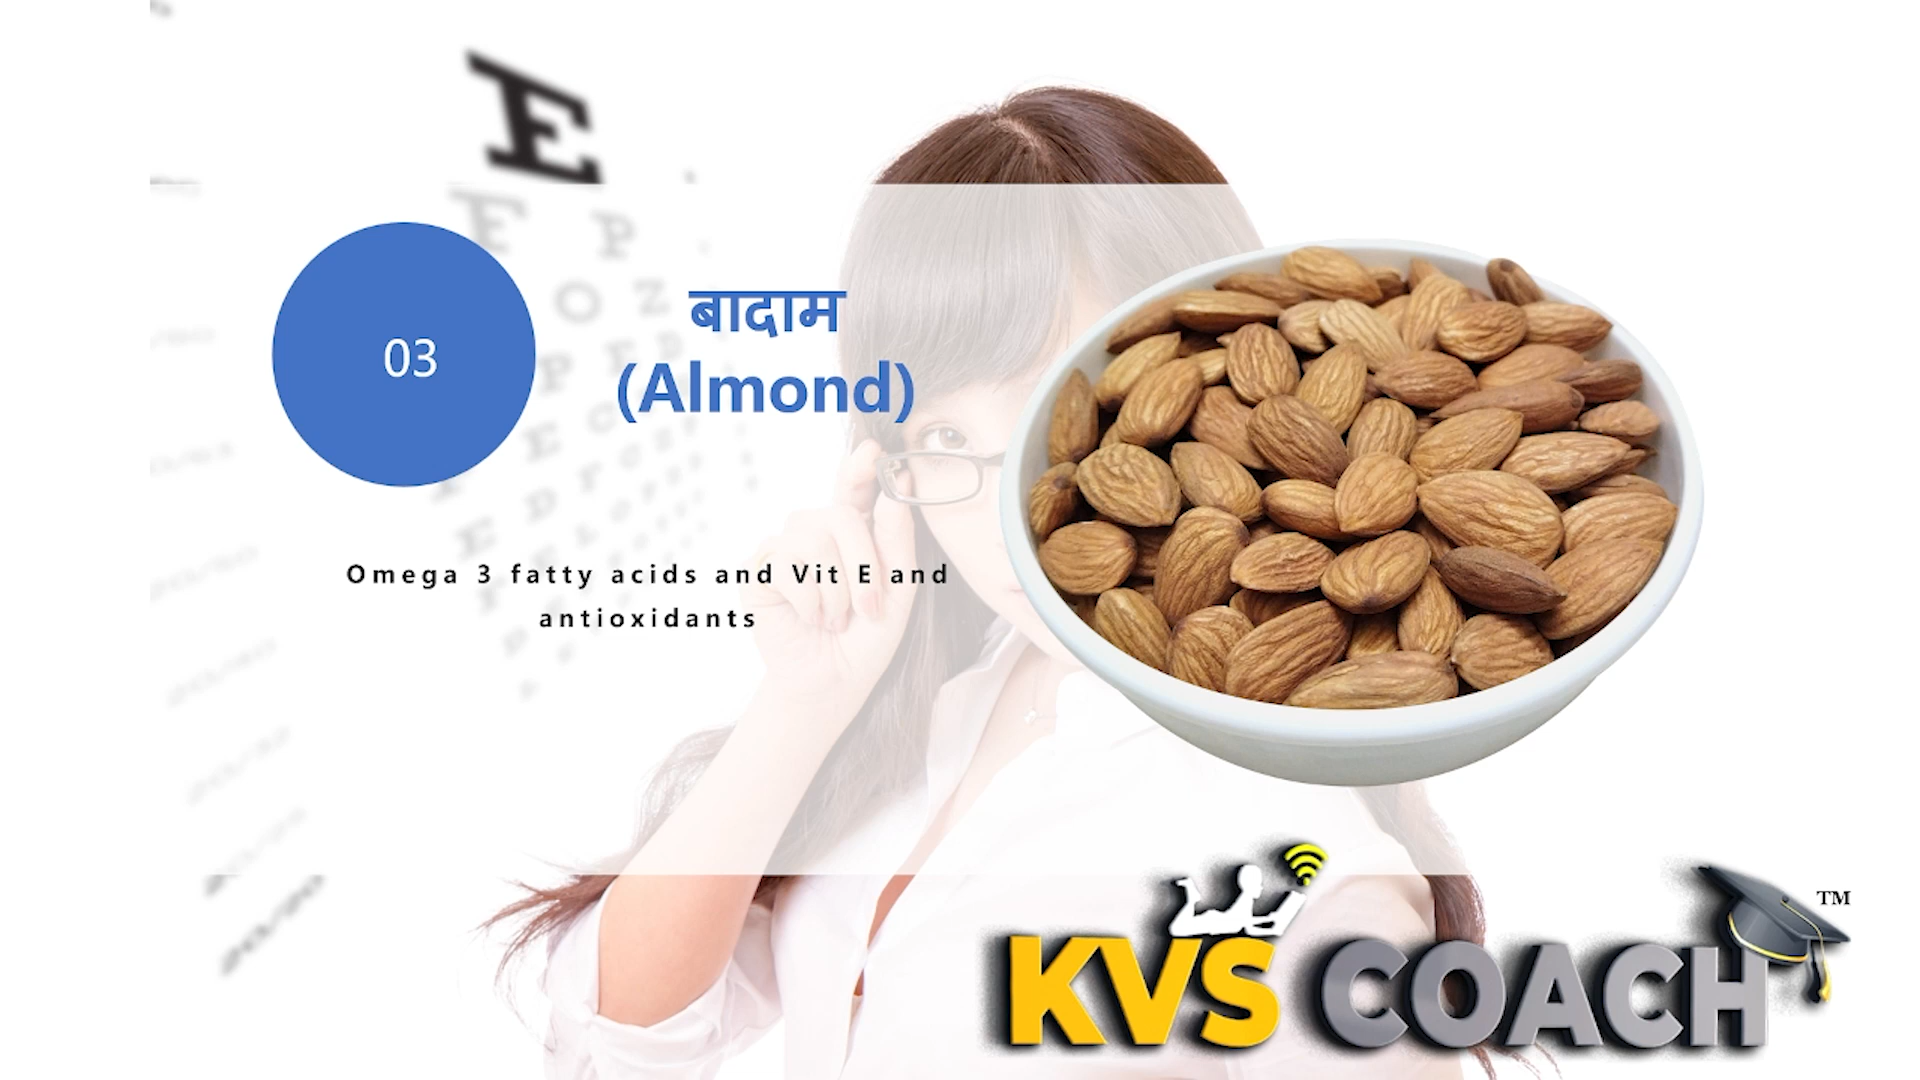 E
03
बादाम
(Almond)
Omega 3 fatty acids and Vit E and
antioxidants
KVS COACH
TM